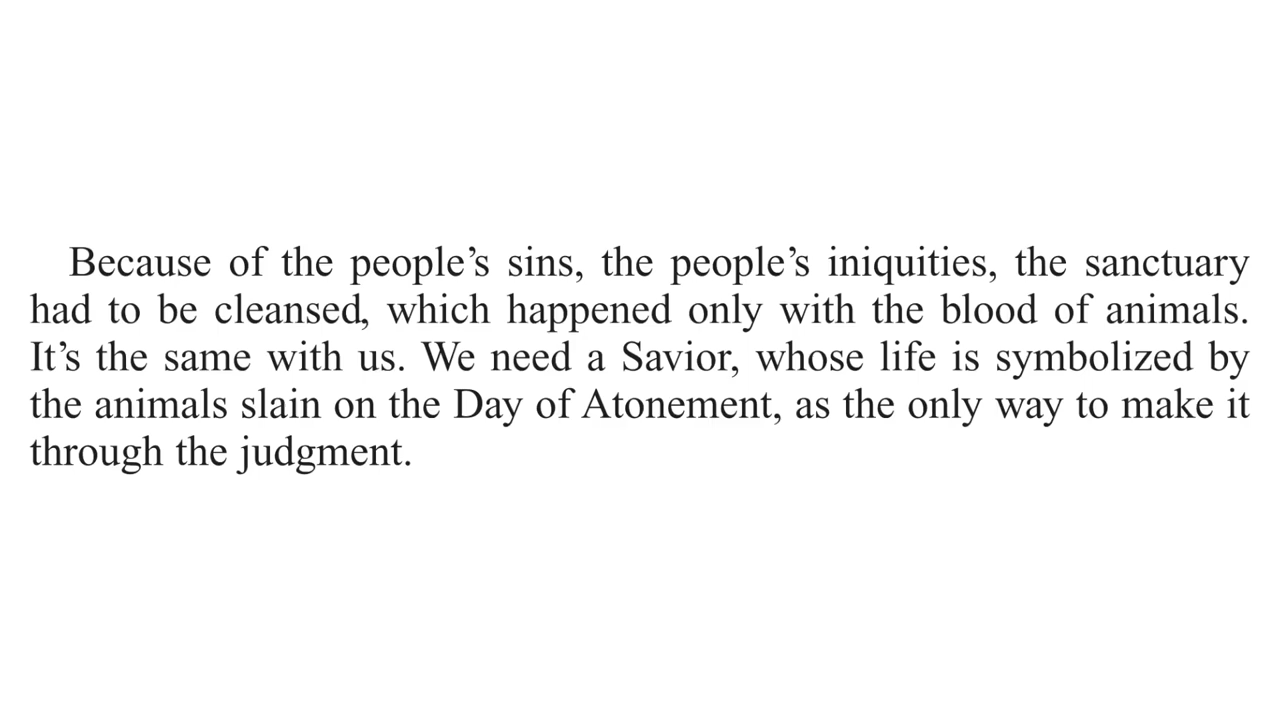 Because of the people’s sins, the people’s iniquities, the sanctuary
had to be cleansed, which happened only with the blood of animals.
It’s the same with us. We need a Savior, whose life is symbolized by
the animals slain on the Day of Atonement, as the only way to make it
through the judgment.